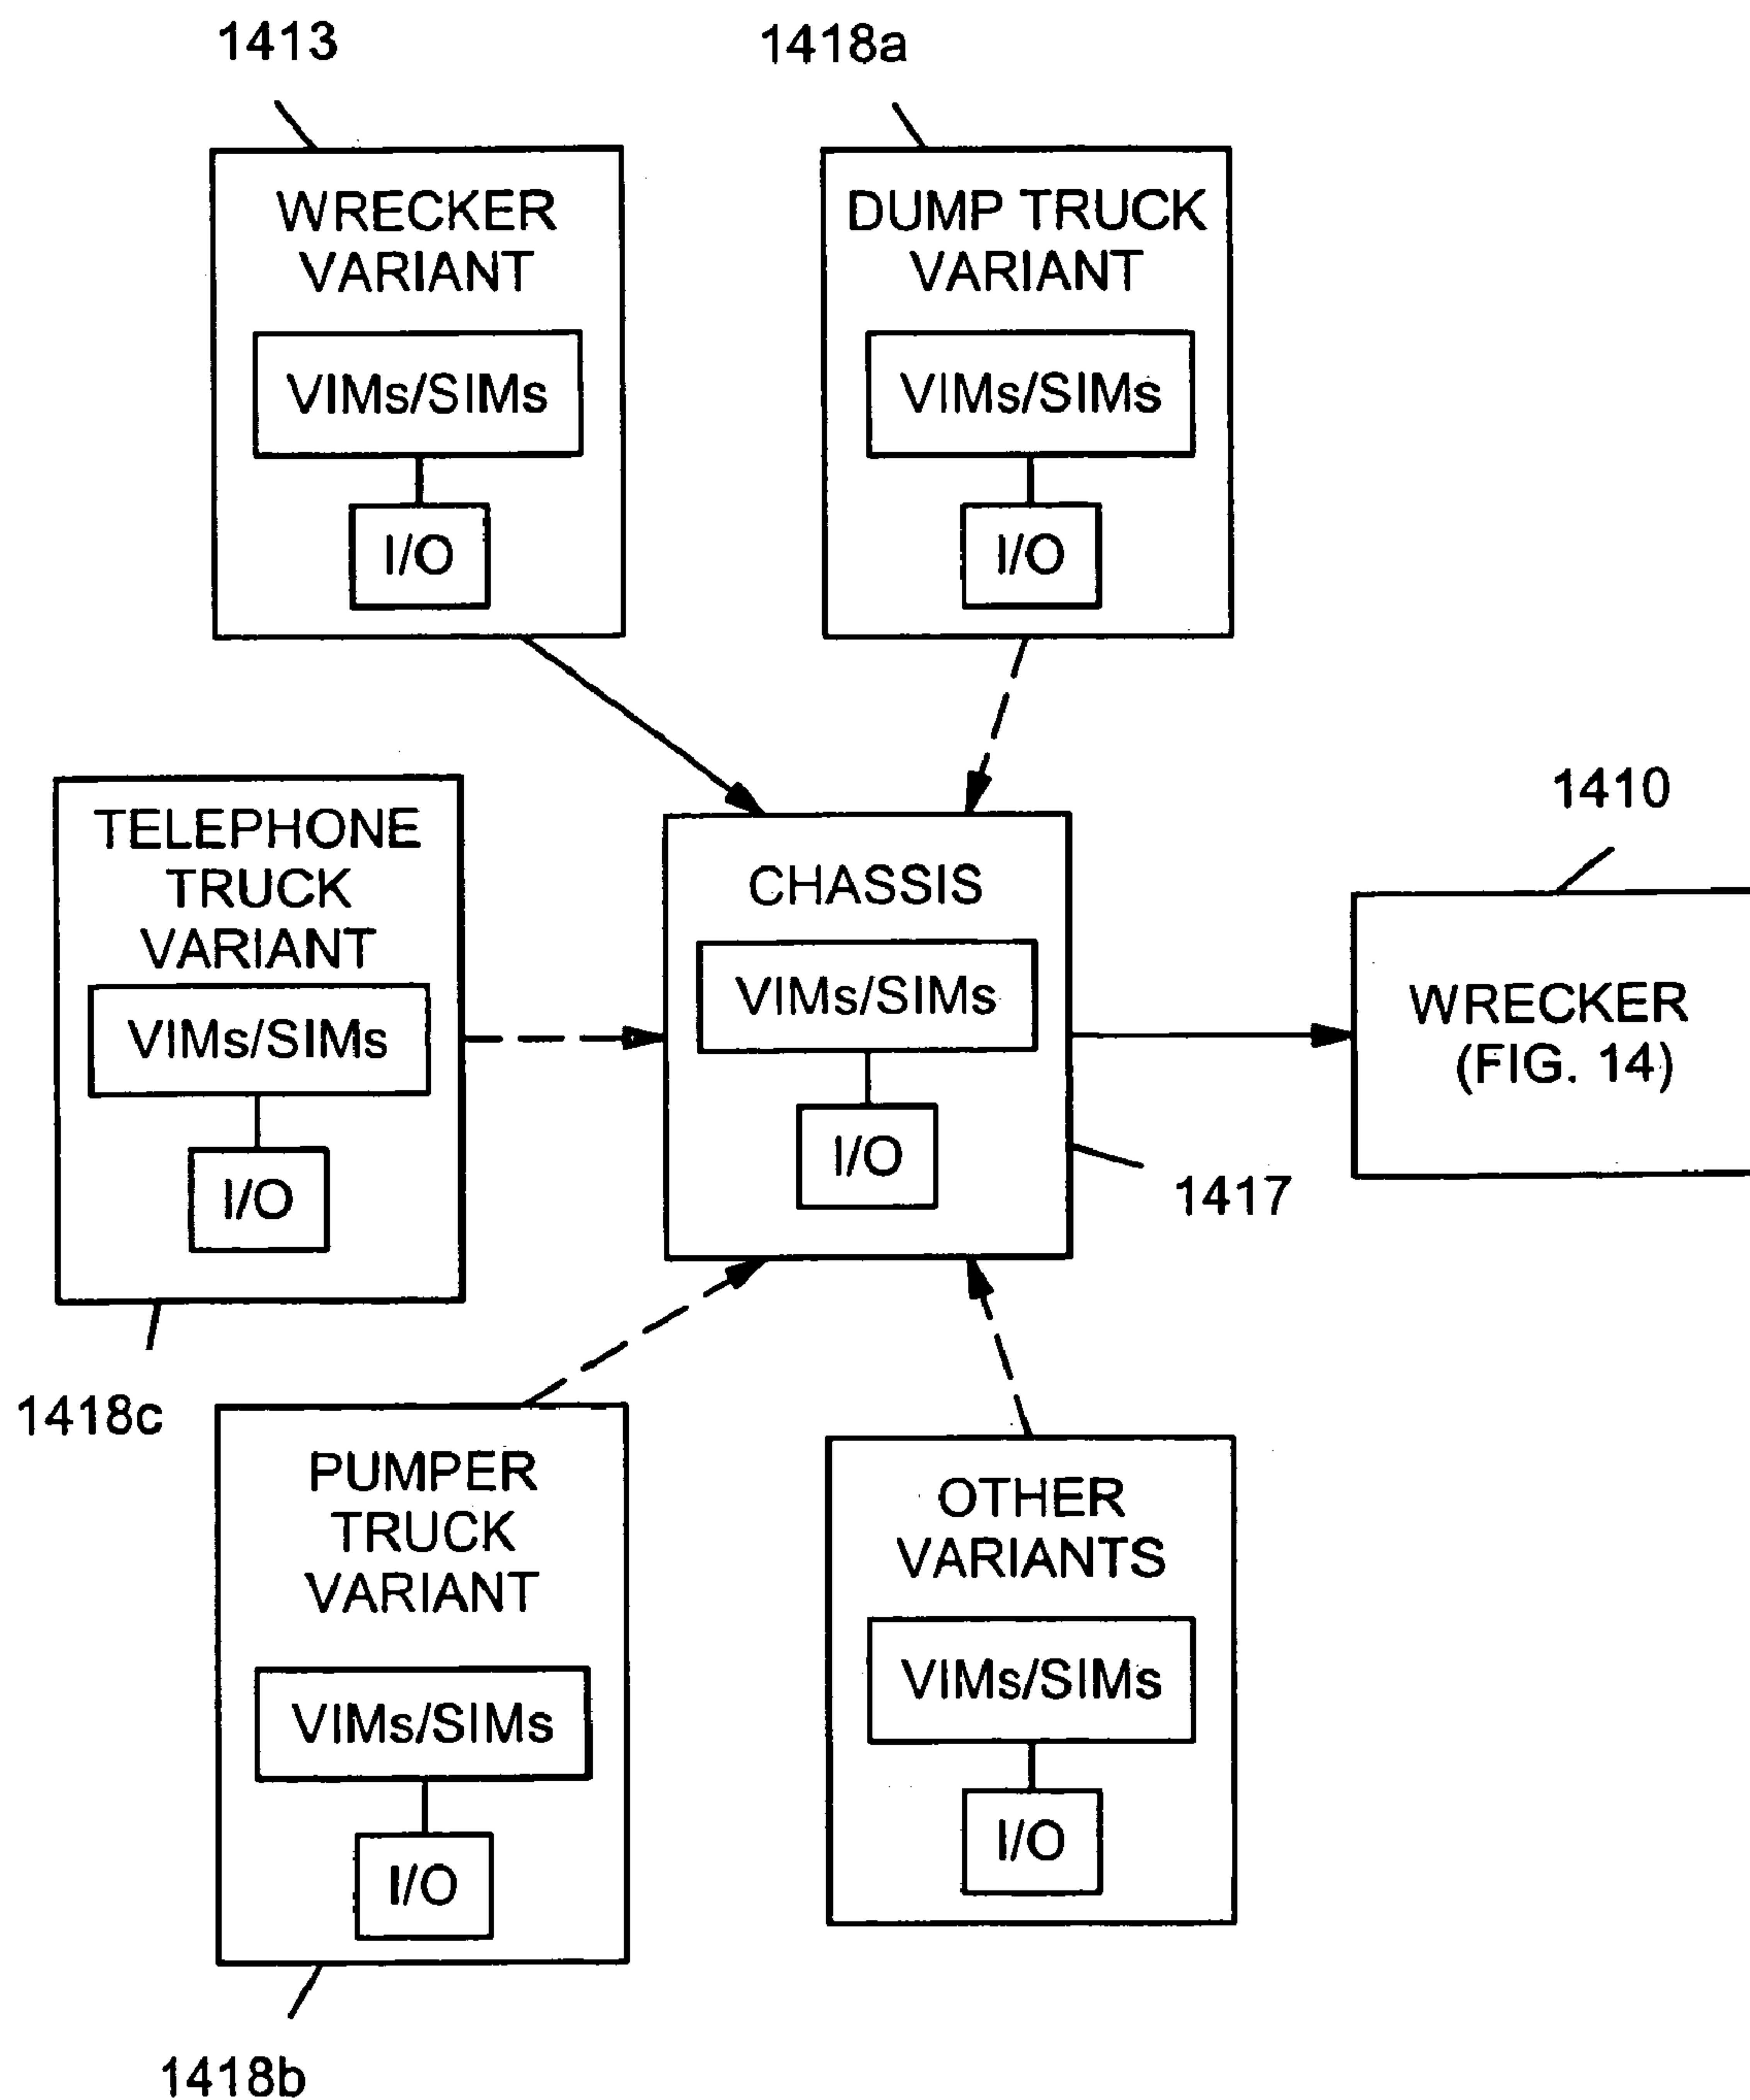 1413
1418a
WRECKER
VARIANT
VIMs/SIMs
I/O
DUMP TRUCK
VARIANT
VIMs/SIMs
I/O
TELEPHONE
TRUCK
VARIANT
VIMs/SIMs
I/O
1418c
CHASSIS
VIMs/SIMs
I/O
1417
1410
WRECKER
(FIG. 14)
PUMPER
TRUCK
VARIANT
VIMs/SIMs
I/O
1418b
OTHER
VARIANTS
VIMs/SIMs
I/O